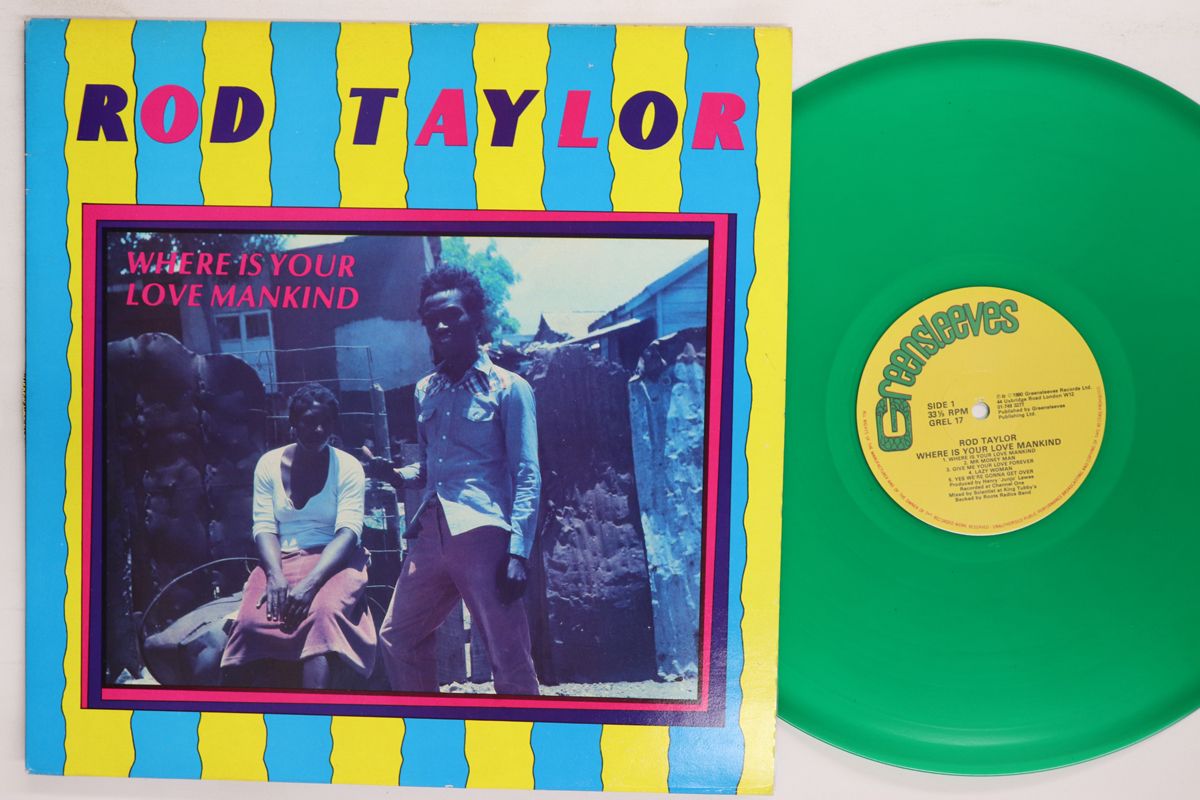 ROD TAYLOR
WHERE IS YOUR
LOVE MANKIND
Greensleeves
SIDE 1
33⅓ RPM
GREL 17
℗ © 1980 Greensleeves Records Ltd.
44 Uxbridge Road London W12
01-749 3277
Published by Greensleeves
Publishing Ltd.
ROD TAYLOR
WHERE IS YOUR LOVE MANKIND
1. WHERE IS YOUR LOVE MANKIND
2. MR MONEY MAN
3. GIVE ME YOUR LOVE FOREVER
4. LAZY WOMAN
5. YES WE'RE GONNA GET OVER
Produced by Henry 'Junjo' Lawes
Recorded at Channel One
Mixed by Scientist at King Tubby's
Backed by Roots Radics Band